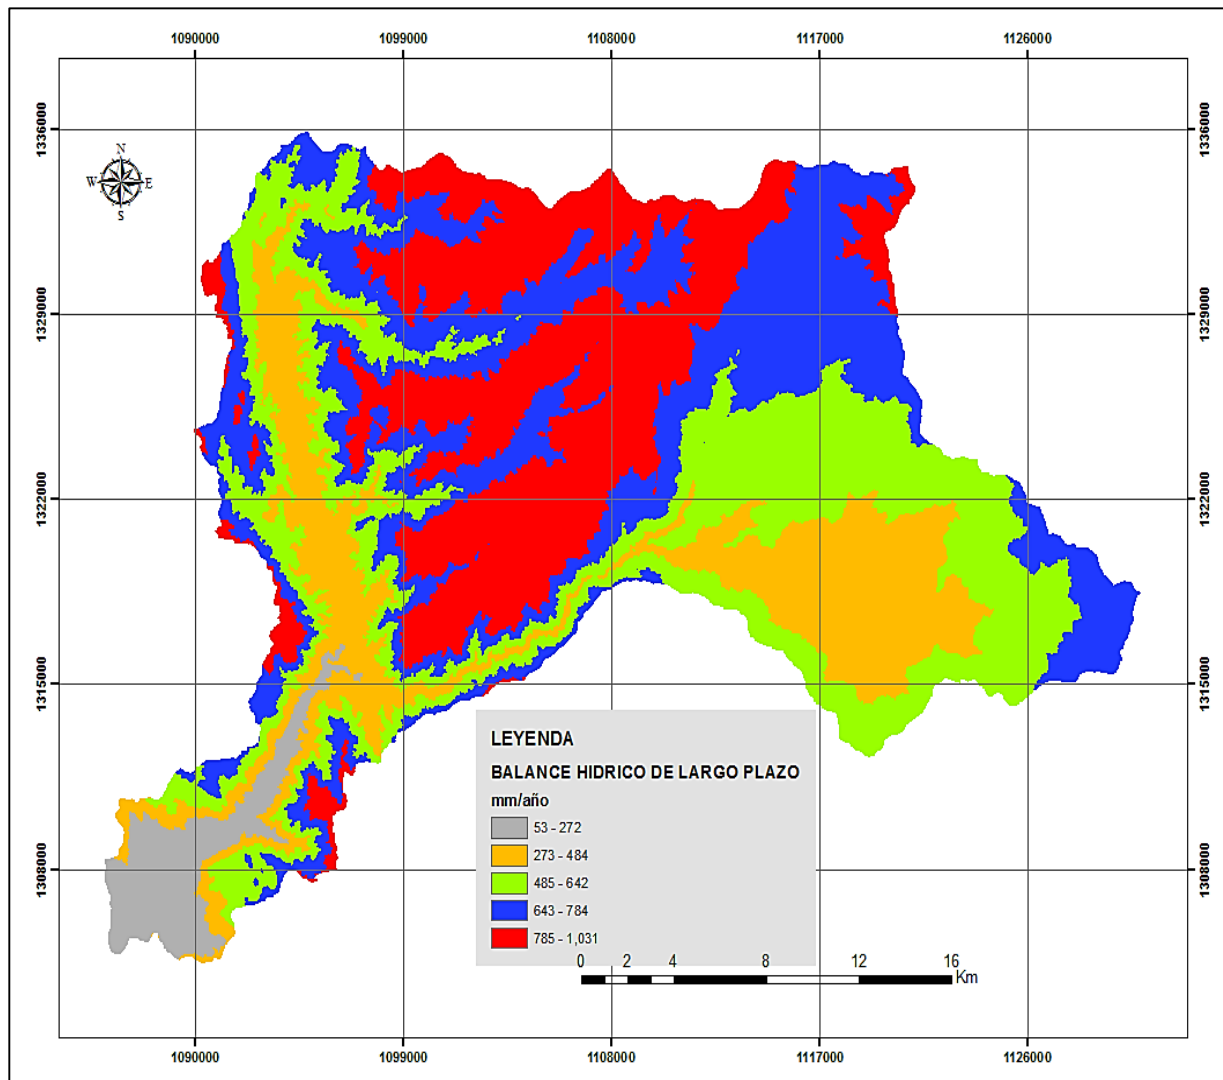 1090000 1099000 1108000 1117000 1126000
1336000 1336000
N
W E
S
1329000 1329000
1322000 1322000
1315000 1315000
LEYENDA
BALANCE HIDRICO DE LARGO PLAZO
mm/año
53 - 272
273 - 484
485 - 642
643 - 784
785 - 1,031
1308000 1308000
0 2 4 8 12 16
Km
1090000 1099000 1108000 1117000 1126000